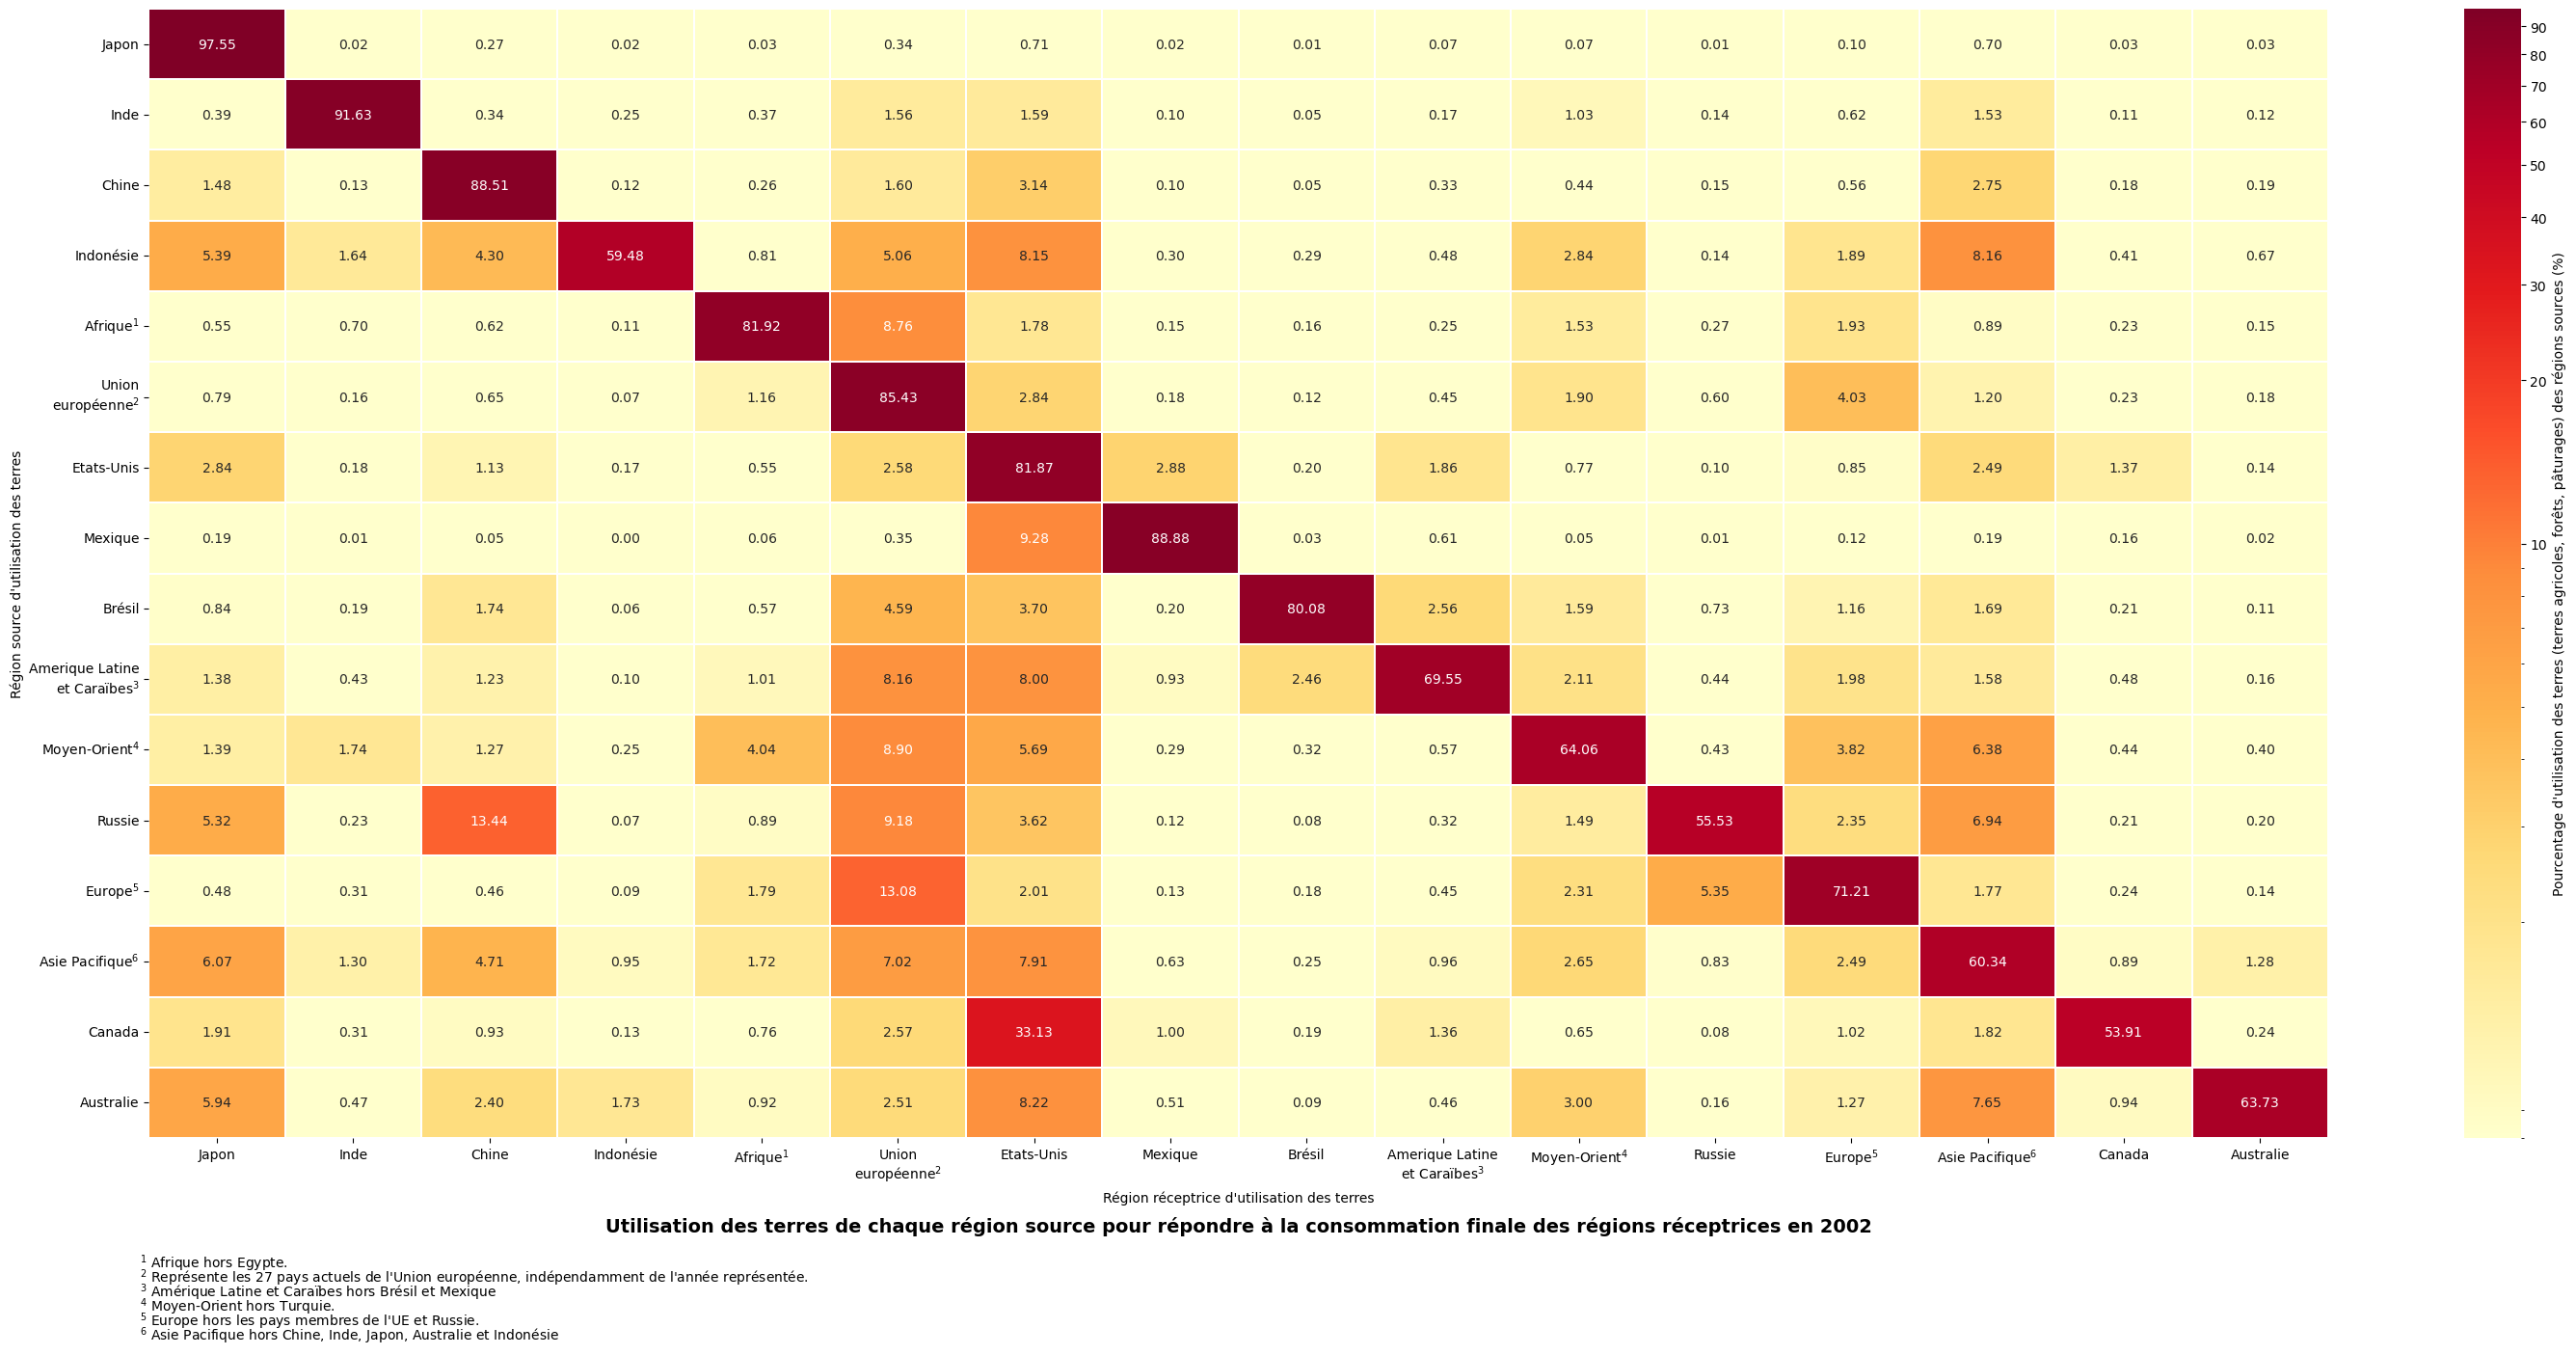 Japon 97.55 0.02 0.27 0.02 0.03 0.34 0.71 0.02 0.01 0.07 0.07 0.01 0.10 0.70 0.03 0.03
Inde 0.39 91.63 0.34 0.25 0.37 1.56 1.59 0.10 0.05 0.17 1.03 0.14 0.62 1.53 0.11 0.12
Chine 1.48 0.13 88.51 0.12 0.26 1.60 3.14 0.10 0.05 0.33 0.44 0.15 0.56 2.75 0.18 0.19
Indonésie 5.39 1.64 4.30 59.48 0.81 5.06 8.15 0.30 0.29 0.48 2.84 0.14 1.89 8.16 0.41 0.67
Afrique¹ 0.55 0.70 0.62 0.11 81.92 8.76 1.78 0.15 0.16 0.25 1.53 0.27 1.93 0.89 0.23 0.15
Union
européenne² 0.79 0.16 0.65 0.07 1.16 85.43 2.84 0.18 0.12 0.45 1.90 0.60 4.03 1.20 0.23 0.18
Etats-Unis 2.84 0.18 1.13 0.17 0.55 2.58 81.87 2.88 0.20 1.86 0.77 0.10 0.85 2.49 1.37 0.14
Mexique 0.19 0.01 0.05 0.00 0.06 0.35 9.28 88.88 0.03 0.61 0.05 0.01 0.12 0.19 0.16 0.02
Brésil 0.84 0.19 1.74 0.06 0.57 4.59 3.70 0.20 80.08 2.56 1.59 0.73 1.16 1.69 0.21 0.11
Amerique Latine
et Caraïbes³ 1.38 0.43 1.23 0.10 1.01 8.16 8.00 0.93 2.46 69.55 2.11 0.44 1.98 1.58 0.48 0.16
Moyen-Orient⁴ 1.39 1.74 1.27 0.25 4.04 8.90 5.69 0.29 0.32 0.57 64.06 0.43 3.82 6.38 0.44 0.40
Russie 5.32 0.23 13.44 0.07 0.89 9.18 3.62 0.12 0.08 0.32 1.49 55.53 2.35 6.94 0.21 0.20
Europe⁵ 0.48 0.31 0.46 0.09 1.79 13.08 2.01 0.13 0.18 0.45 2.31 5.35 71.21 1.77 0.24 0.14
Asie Pacifique⁶ 6.07 1.30 4.71 0.95 1.72 7.02 7.91 0.63 0.25 0.96 2.65 0.83 2.49 60.34 0.89 1.28
Canada 1.91 0.31 0.93 0.13 0.76 2.57 33.13 1.00 0.19 1.36 0.65 0.08 1.02 1.82 53.91 0.24
Australie 5.94 0.47 2.40 1.73 0.92 2.51 8.22 0.51 0.09 0.46 3.00 0.16 1.27 7.65 0.94 63.73
Région source d'utilisation des terres
Japon Inde Chine Indonésie Afrique¹ Union Etats-Unis Mexique Brésil Amerique Latine Moyen-Orient⁴ Russie Europe⁵ Asie Pacifique⁶ Canada Australie
européenne² et Caraïbes³
Région réceptrice d'utilisation des terres
90
80
70
60
50
40
30
20
10
Pourcentage d'utilisation des terres (terres agricoles, forêts, pâturages) des régions sources (%)
Utilisation des terres de chaque région source pour répondre à la consommation finale des régions réceptrices en 2002
¹ Afrique hors Egypte.
² Représente les 27 pays actuels de l'Union européenne, indépendamment de l'année représentée.
³ Amérique Latine et Caraïbes hors Brésil et Mexique
⁴ Moyen-Orient hors Turquie.
⁵ Europe hors les pays membres de l'UE et Russie.
⁶ Asie Pacifique hors Chine, Inde, Japon, Australie et Indonésie